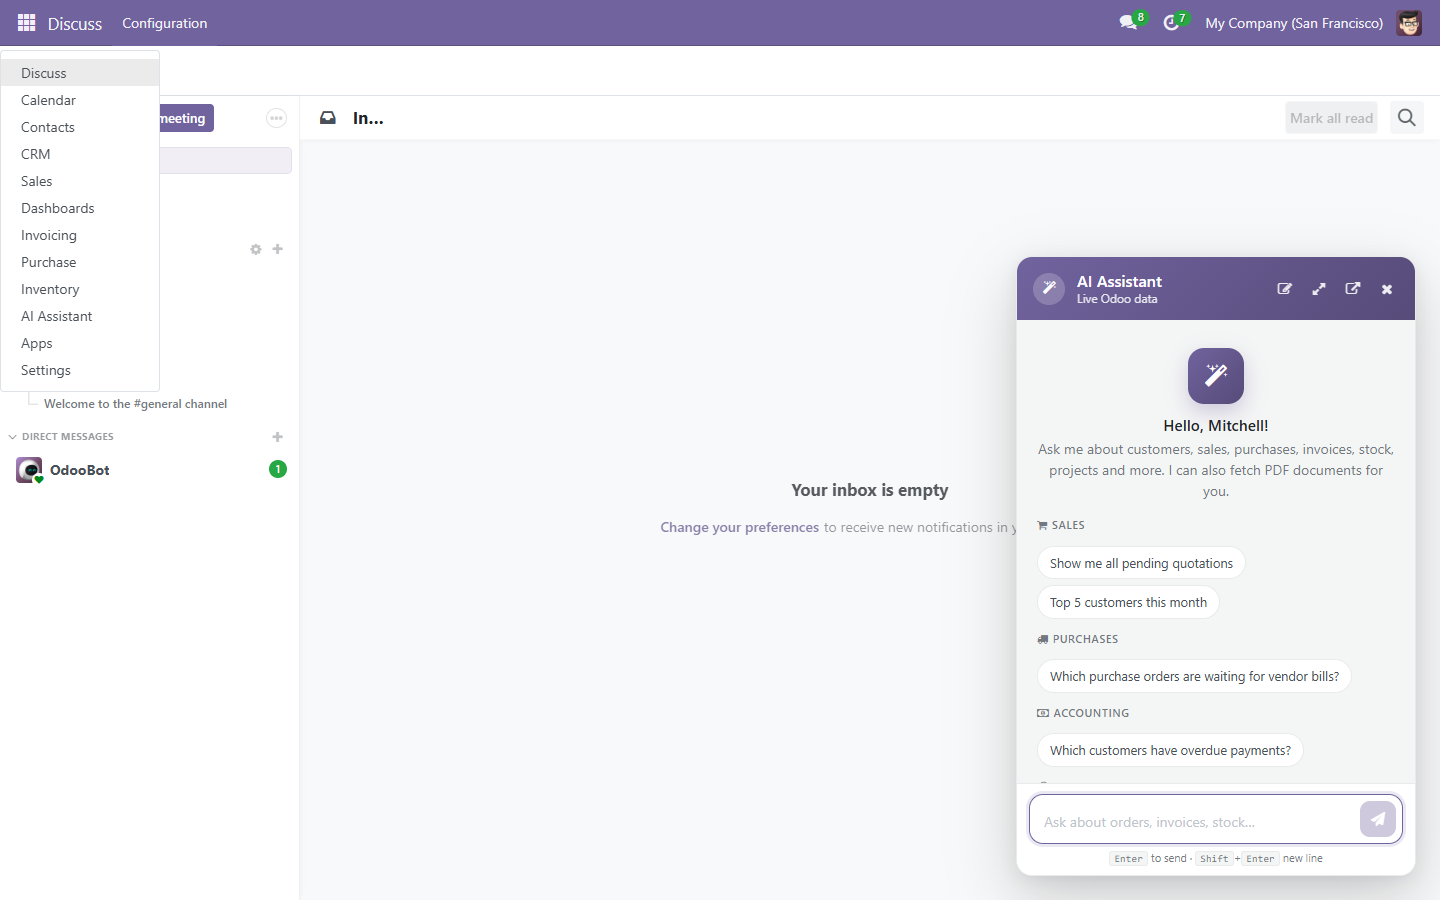 Discuss
Configuration
8
7
My Company (San Francisco)
Discuss
Calendar
Contacts
CRM
Sales
Dashboards
Invoicing
Purchase
Inventory
AI Assistant
Apps
Settings
meeting
In...
Mark all read
Welcome to the #general channel
DIRECT MESSAGES
OdooBot
1
Your inbox is empty
Change your preferences to receive new notifications in
AI Assistant
Live Odoo data
Hello, Mitchell!
Ask me about customers, sales, purchases, invoices, stock,
projects and more. I can also fetch PDF documents for
you.
SALES
Show me all pending quotations
Top 5 customers this month
PURCHASES
Which purchase orders are waiting for vendor bills?
ACCOUNTING
Which customers have overdue payments?
Ask about orders, invoices, stock...
Enter to send · Shift+Enter new line